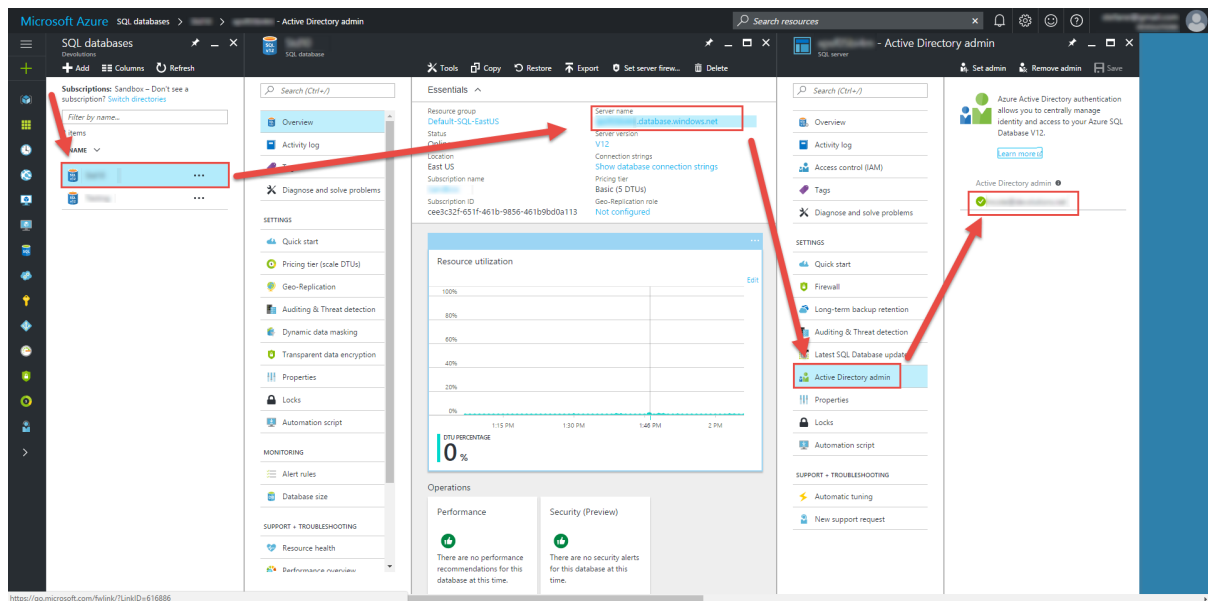 Microsoft Azure SQL databases > > - Active Directory admin
Search resources
SQL databases
Devolutions
Add Columns Refresh
Subscriptions: Sandbox – Don't see a
subscription? Switch directories
Filter by name...
items
NAME
SQL database
Search (Ctrl+/)
Overview
Activity log
Diagnose and solve problems
SETTINGS
Quick start
Pricing tier (scale DTUs)
Geo-Replication
Auditing & Threat detection
Dynamic data masking
Transparent data encryption
Properties
Locks
Automation script
MONITORING
Alert rules
Database size
SUPPORT + TROUBLESHOOTING
Resource health
Performance overview
Tools Copy Restore Export Set server firew... Delete
Essentials
Resource group
Default-SQL-EastUS
Status
Online
Location
East US
Subscription name
Subscription ID
cee3c32f-651f-461b-9856-461b9bd0a113
Server name
.database.windows.net
Server version
V12
Connection strings
Show database connection strings
Pricing tier
Basic (5 DTUs)
Geo-Replication role
Not configured
Resource utilization
Edit
100%
80%
60%
40%
20%
0%
1:15 PM 1:30 PM 1:46 PM 2 PM
DTU PERCENTAGE
0 %
Operations
Performance
There are no performance
recommendations for this
database at this time.
Security (Preview)
There are no security alerts
for this database at this
time.
- Active Directory admin
SQL server
Search (Ctrl+/)
Overview
Activity log
Access control (IAM)
Tags
Diagnose and solve problems
SETTINGS
Quick start
Firewall
Long-term backup retention
Auditing & Threat detection
Latest SQL Database update
Active Directory admin
Properties
Locks
Automation script
SUPPORT + TROUBLESHOOTING
Automatic tuning
New support request
Set admin Remove admin Save
Azure Active Directory authentication
allows you to centrally manage
identity and access to your Azure SQL
Database V12.
Learn more
Active Directory admin
https://go.microsoft.com/fwlink/?LinkID=616886